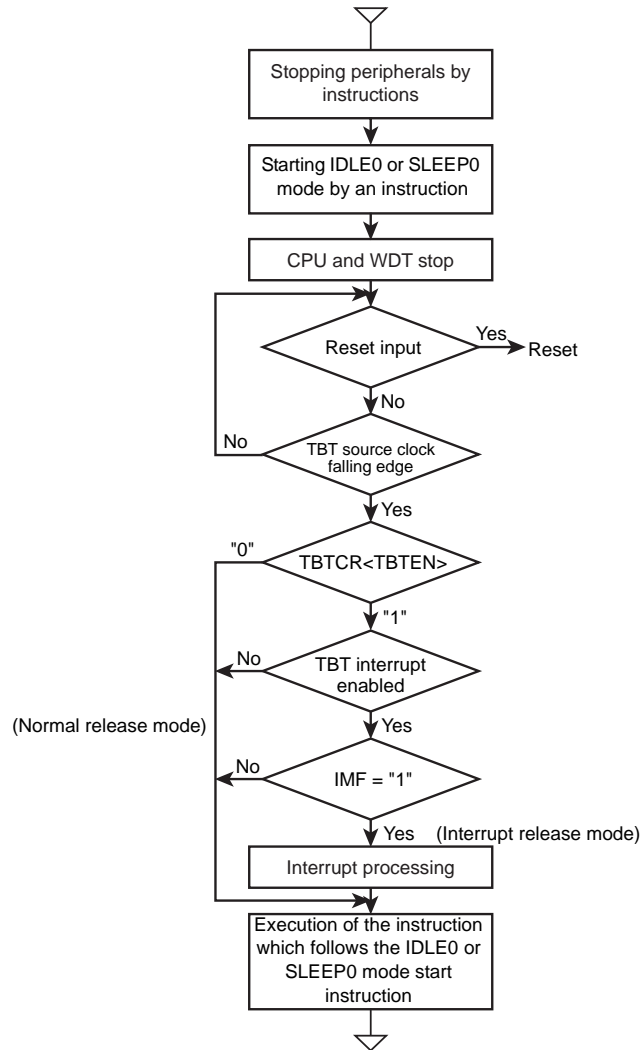 Stopping peripherals by
instructions
Starting IDLE0 or SLEEP0
mode by an instruction
CPU and WDT stop
Reset input
Yes
Reset
No
No
TBT source clock
falling edge
Yes
"0"
TBTCR<TBTEN>
"1"
No
TBT interrupt
enabled
(Normal release mode)
Yes
No
IMF = "1"
Yes
(Interrupt release mode)
Interrupt processing
Execution of the instruction
which follows the IDLE0 or
SLEEP0 mode start
instruction